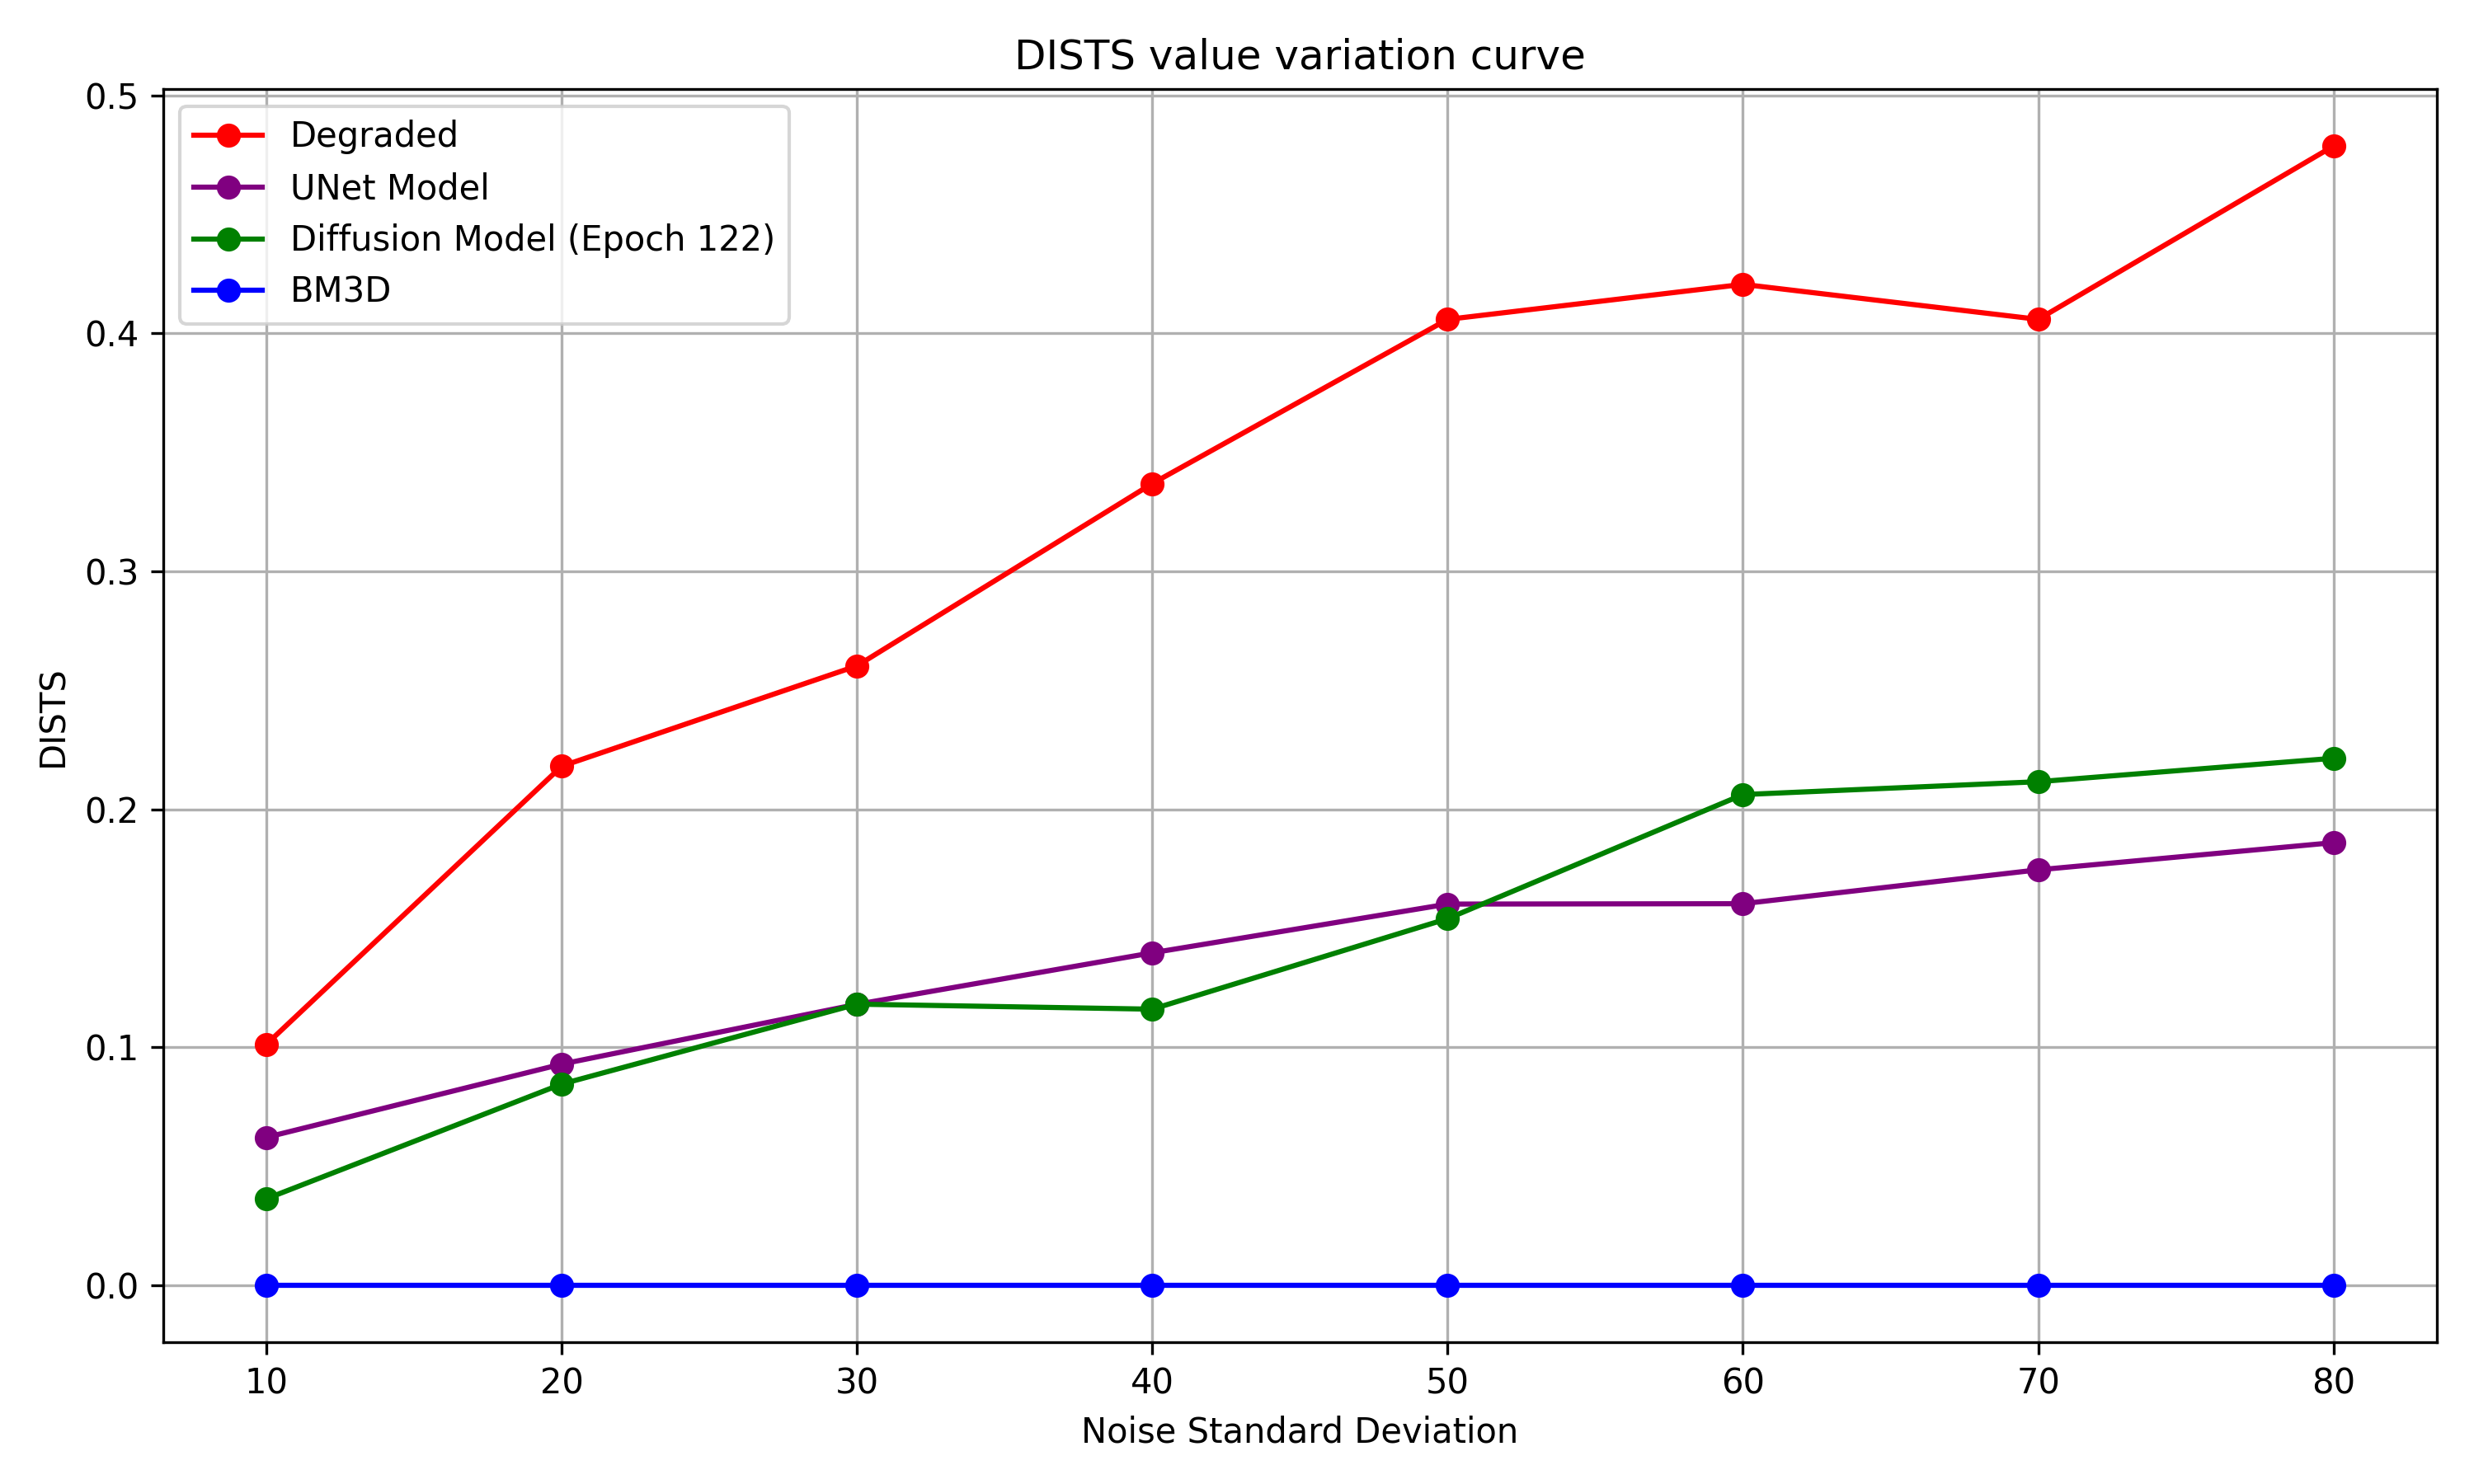 DISTS value variation curve
0.5
0.4
0.3
0.2
0.1
0.0
DISTS
Degraded
UNet Model
Diffusion Model (Epoch 122)
BM3D
10 20 30 40 50 60 70 80
Noise Standard Deviation